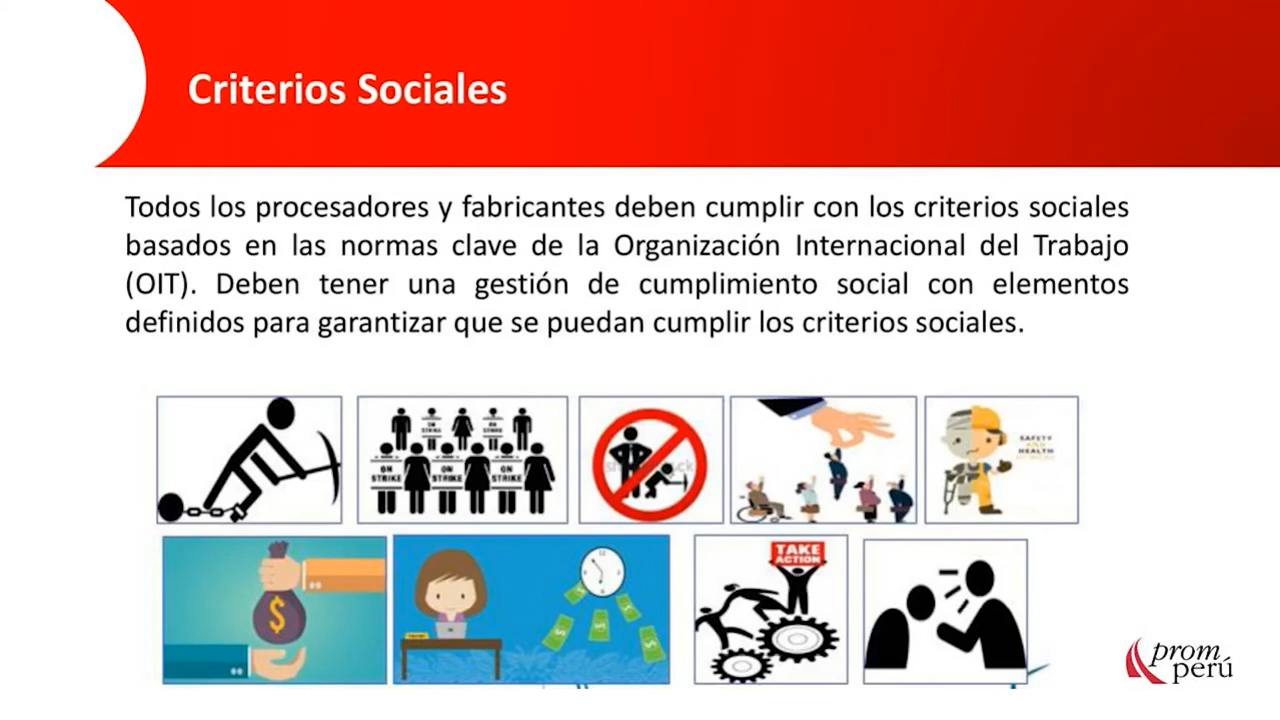 Criterios Sociales
Todos los procesadores y fabricantes deben cumplir con los criterios sociales
basados en las normas clave de la Organización Internacional del Trabajo
(OIT). Deben tener una gestión de cumplimiento social con elementos
definidos para garantizar que se puedan cumplir los criterios sociales.
ON STRIKE
ON STRIKE
ON STRIKE
ON STRIKE
ON STRIKE
SAFETY
AND
HEALTH
$
TAKE
ACTION
prom
perú